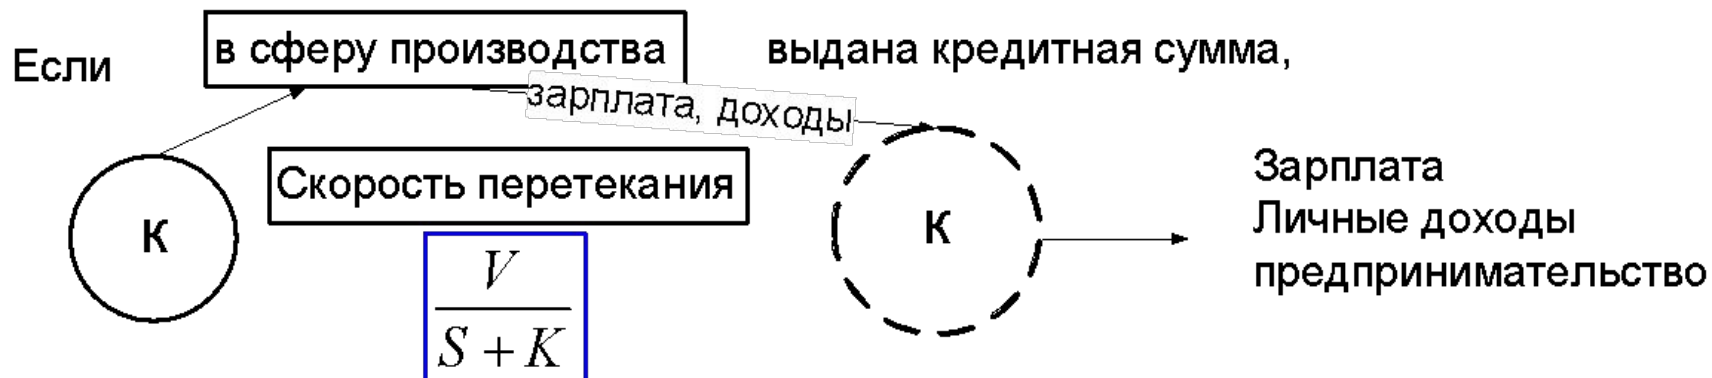 Если в сферу производства выдана кредитная сумма,
зарплата, доходы
К
Скорость перетекания
V
S + K
К
Зарплата
Личные доходы
предпринимательство